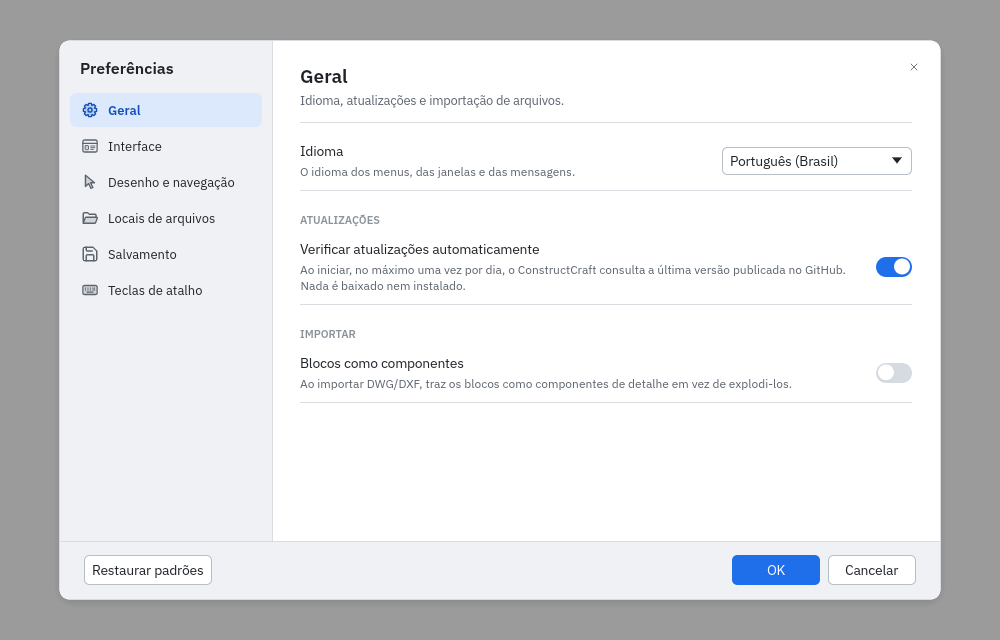 Preferências
Geral
Interface
Desenho e navegação
Locais de arquivos
Salvamento
Teclas de atalho
Geral
Idioma, atualizações e importação de arquivos.
Idioma
O idioma dos menus, das janelas e das mensagens.
Português (Brasil)
ATUALIZAÇÕES
Verificar atualizações automaticamente
Ao iniciar, no máximo uma vez por dia, o ConstructCraft consulta a última versão publicada no GitHub.
Nada é baixado nem instalado.
IMPORTAR
Blocos como componentes
Ao importar DWG/DXF, traz os blocos como componentes de detalhe em vez de explodi-los.
Restaurar padrões
OK
Cancelar